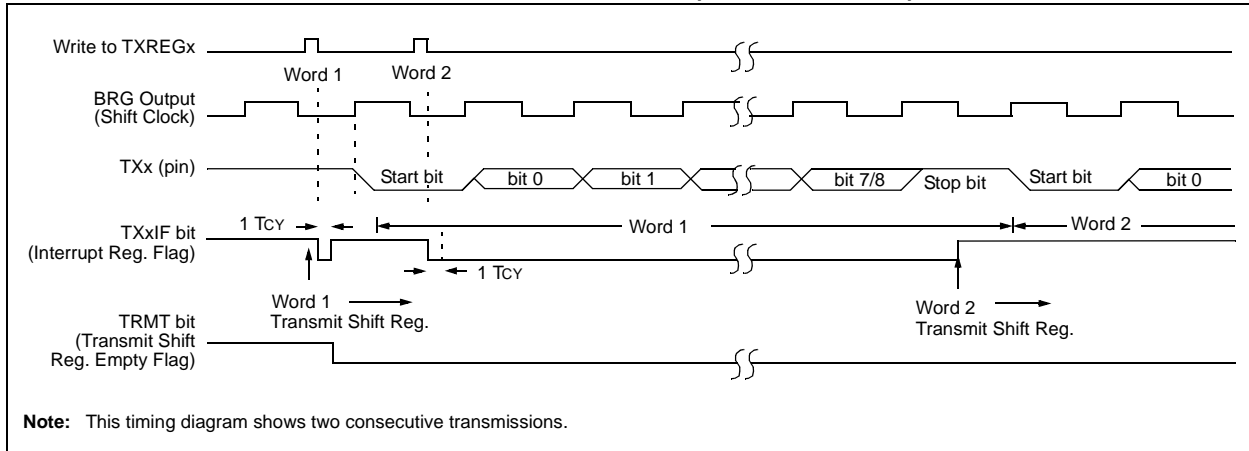 Write to TXREGx
Word 1
Word 2
BRG Output
(Shift Clock)
TXx (pin)
Start bit
bit 0
bit 1
bit 7/8
Stop bit
Start bit
bit 0
1 TCY
Word 1
Word 2
TXxIF bit
(Interrupt Reg. Flag)
1 TCY
Word 1
Transmit Shift Reg.
Word 2
Transmit Shift Reg.
TRMT bit
(Transmit Shift
Reg. Empty Flag)
Note: This timing diagram shows two consecutive transmissions.